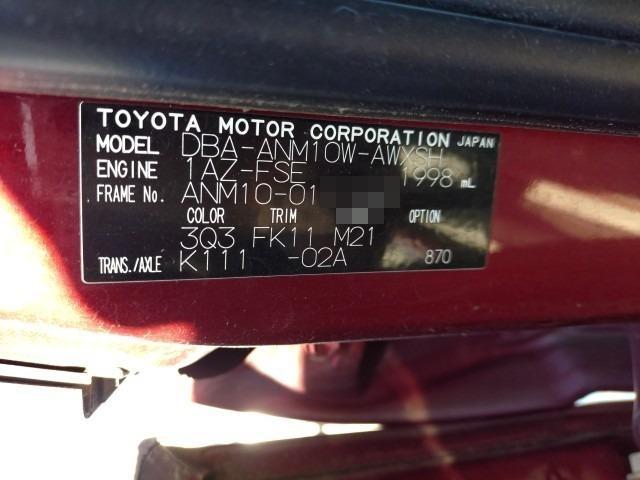 TOYOTA MOTOR CORPORATION JAPAN
MODEL DBA-ANM10W-AWXSH
ENGINE 1AZ-FSE 1998 mL
FRAME No. ANM10-01
COLOR TRIM OPTION
3Q3 FK11 M21
TRANS./AXLE K111 -02A 870